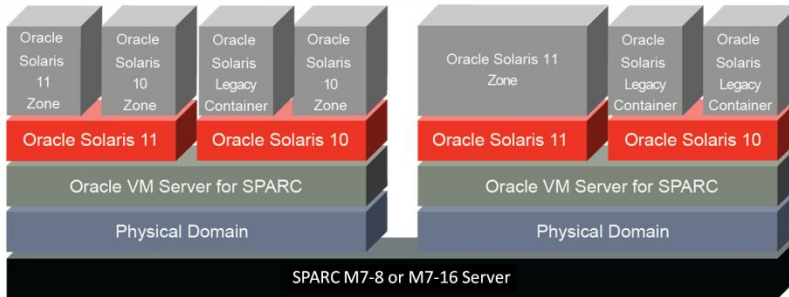 Oracle
Solaris
11
Zone
Oracle
Solaris
10
Zone
Oracle
Solaris
Legacy
Container
Oracle
Solaris
10
Zone
Oracle Solaris 11
Zone
Oracle
Solaris
Legacy
Container
Oracle
Solaris
Legacy
Container
Oracle Solaris 11
Oracle Solaris 10
Oracle Solaris 11
Oracle Solaris 10
Oracle VM Server for SPARC
Oracle VM Server for SPARC
Physical Domain
Physical Domain
SPARC M7-8 or M7-16 Server